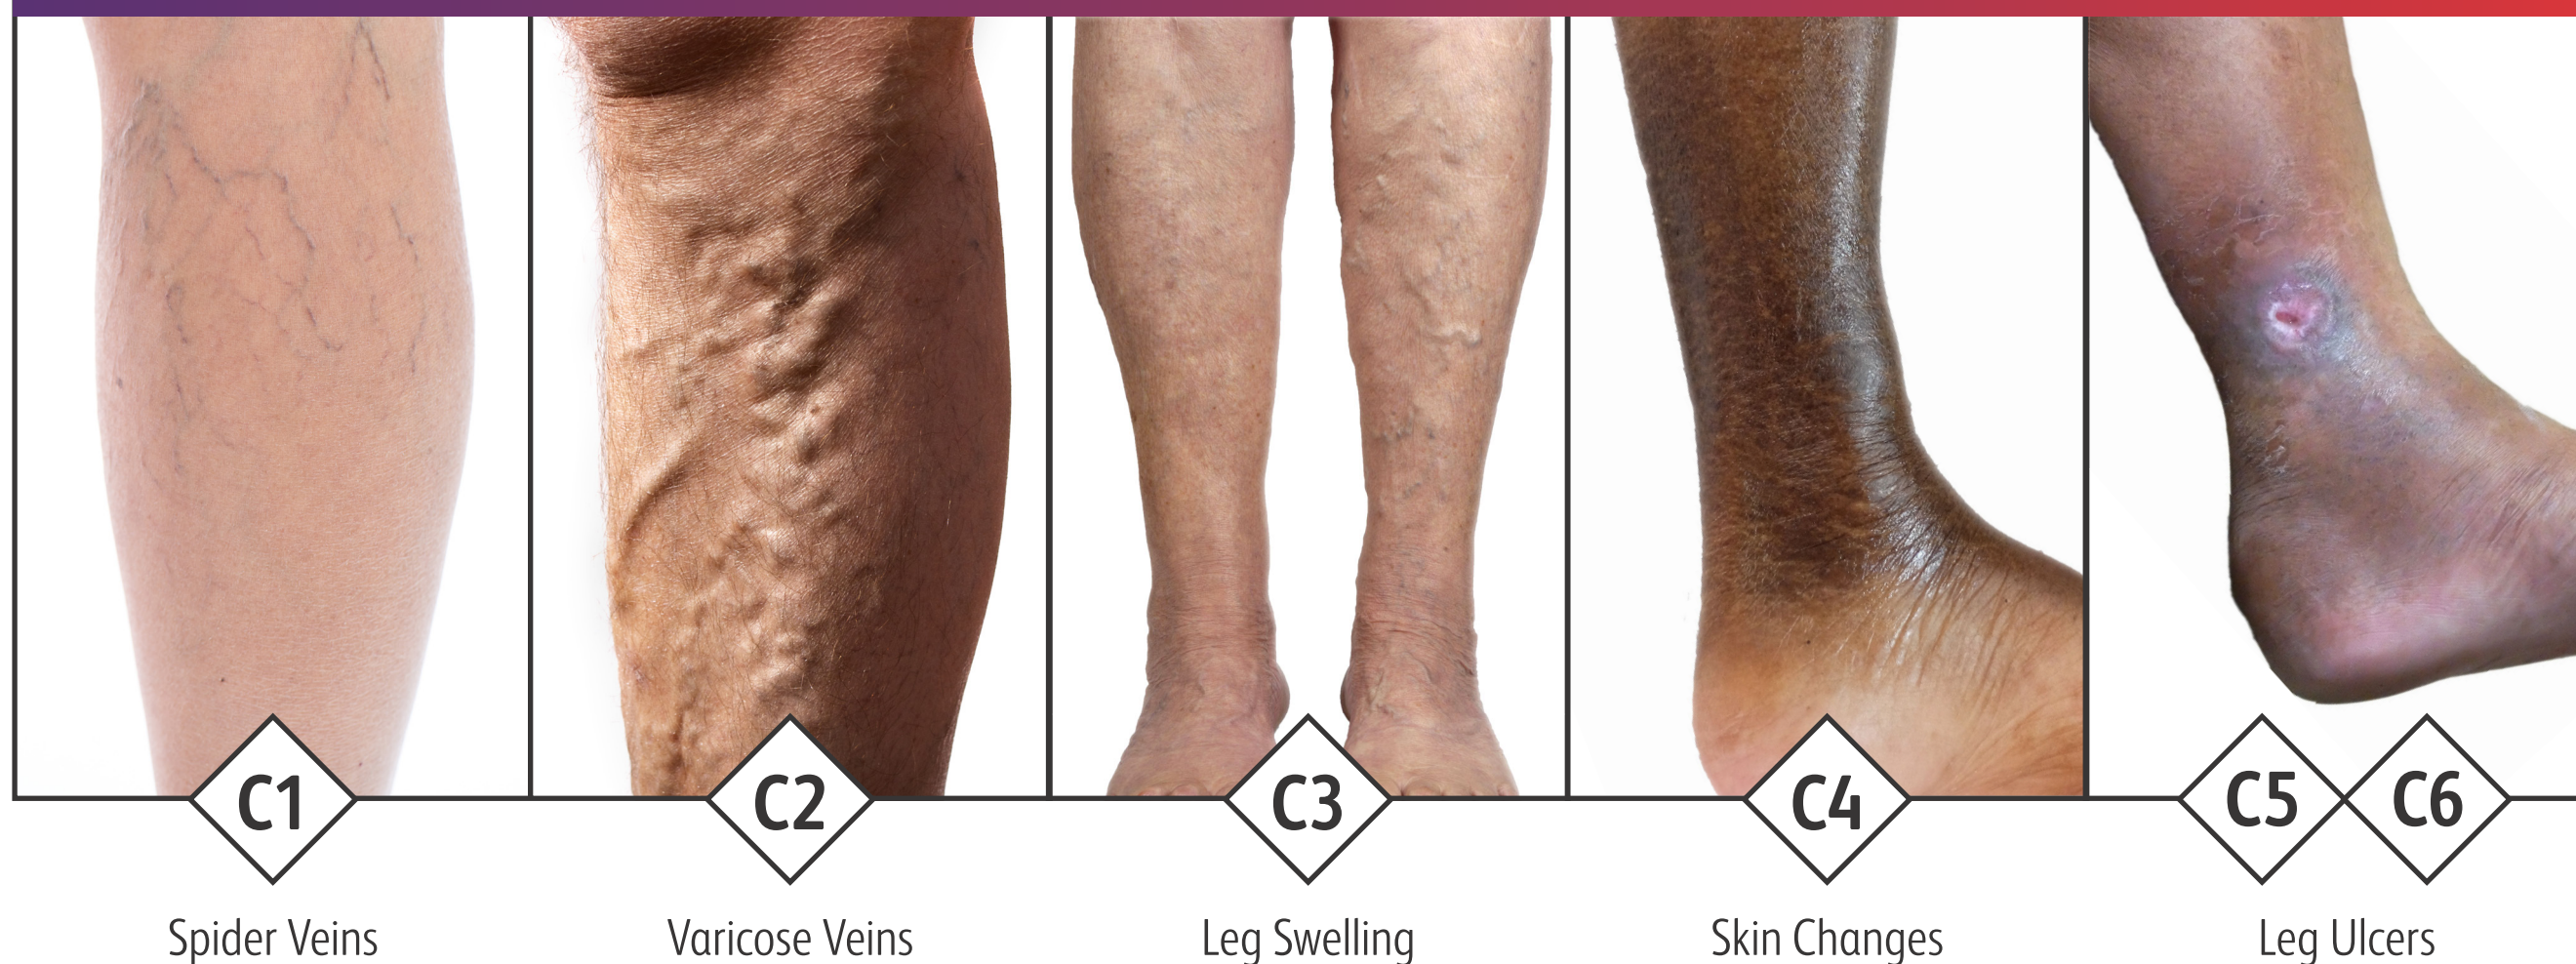 C1
C2
C3
C4
C5
C6
Spider Veins
Varicose Veins
Leg Swelling
Skin Changes
Leg Ulcers